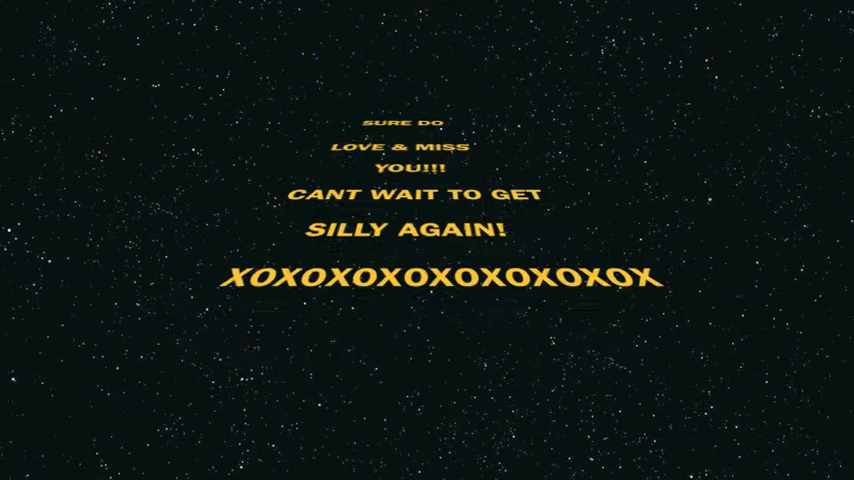 SURE DO
LOVE & MISS
YOU!!!
CANT WAIT TO GET
SILLY AGAIN!
XOXOXOXOXOXOXOXOX